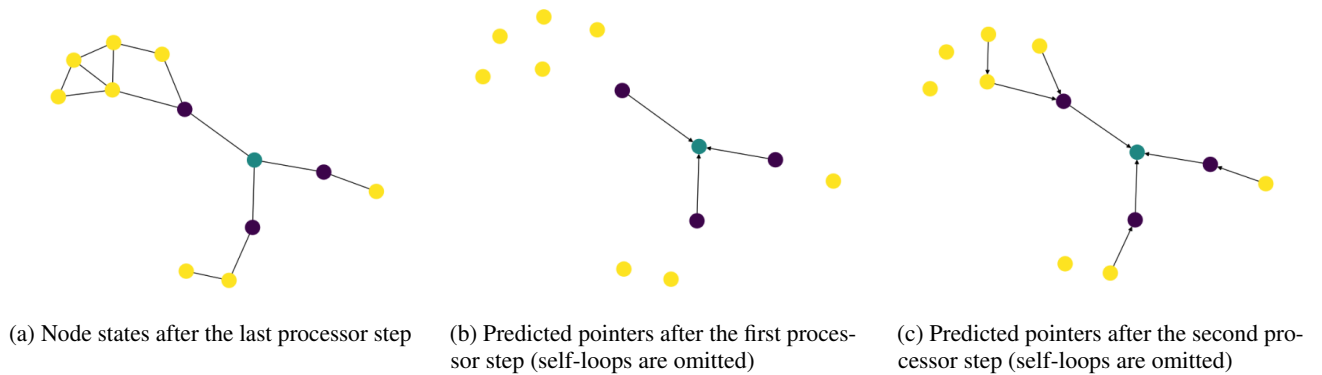 (a) Node states after the last processor step
(b) Predicted pointers after the first proces-
sor step (self-loops are omitted)
(c) Predicted pointers after the second pro-
cessor step (self-loops are omitted)